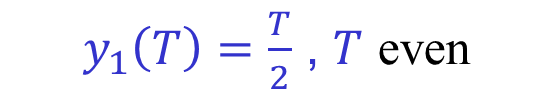 y₁(T) = T/2 , T even